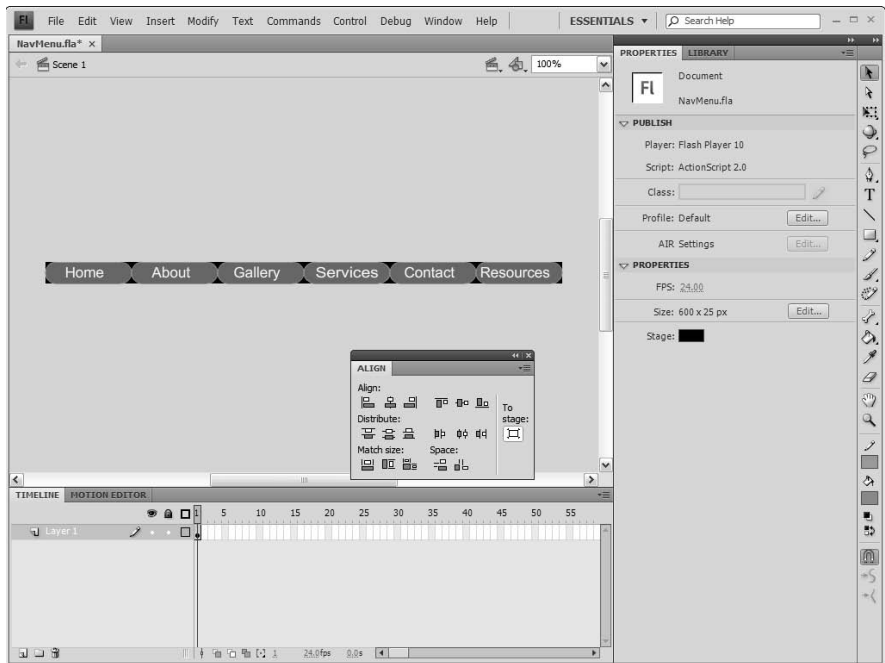 Fl File Edit View Insert Modify Text Commands Control Debug Window Help ESSENTIALS Search Help
NavMenu.fla* ×
Scene 1 100%
Home About Gallery Services Contact Resources
ALIGN
Align:
To stage:
Distribute:
Match size: Space:
PROPERTIES LIBRARY
Fl
Document
NavMenu.fla
PUBLISH
Player: Flash Player 10
Script: ActionScript 2.0
Class:
Profile: Default Edit...
AIR Settings Edit...
PROPERTIES
FPS: 24.00
Size: 600 x 25 px Edit...
Stage:
T
TIMELINE MOTION EDITOR
1 5 10 15 20 25 30 35 40 45 50 55
Layer 1
1 24.0fps 0.0s